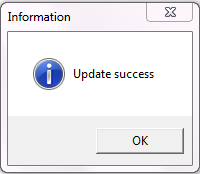 Information
Update success
OK